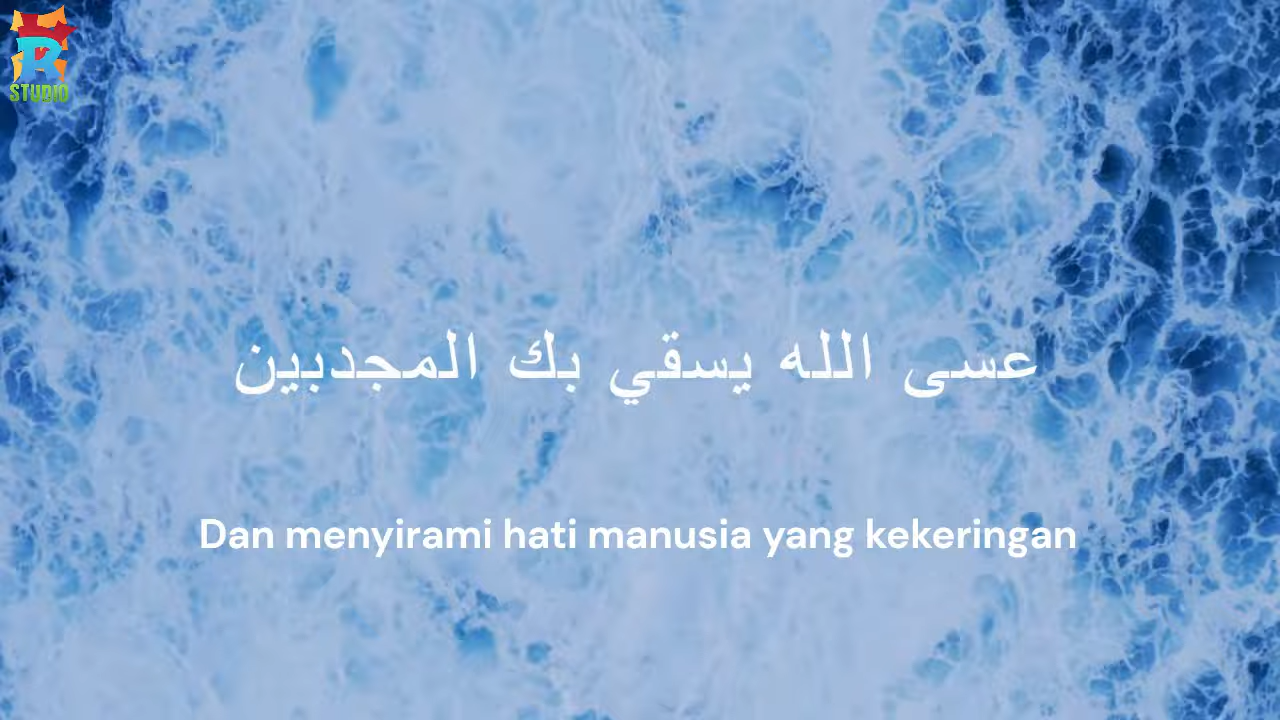 R
STUDIO
عسى الله يسقي بك المجدبين
Dan menyirami hati manusia yang kekeringan